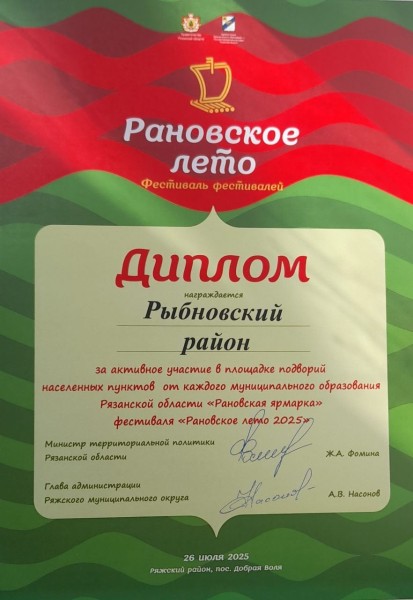 Рановское
лето
Фестиваль фестивалей
Диплом
награждается
Рыбновский
район
за активное участие в площадке подворий
населенных пунктов от каждого муниципального образования
Рязанской области «Рановская ярмарка»
фестиваля «Рановское лето 2025»
Министр территориальной политики
Рязанской области
Ж.А. Фомина
Глава администрации
Ряжского муниципального округа
А.В. Насонов
26 июля 2025
Ряжский район, пос. Добрая Воля